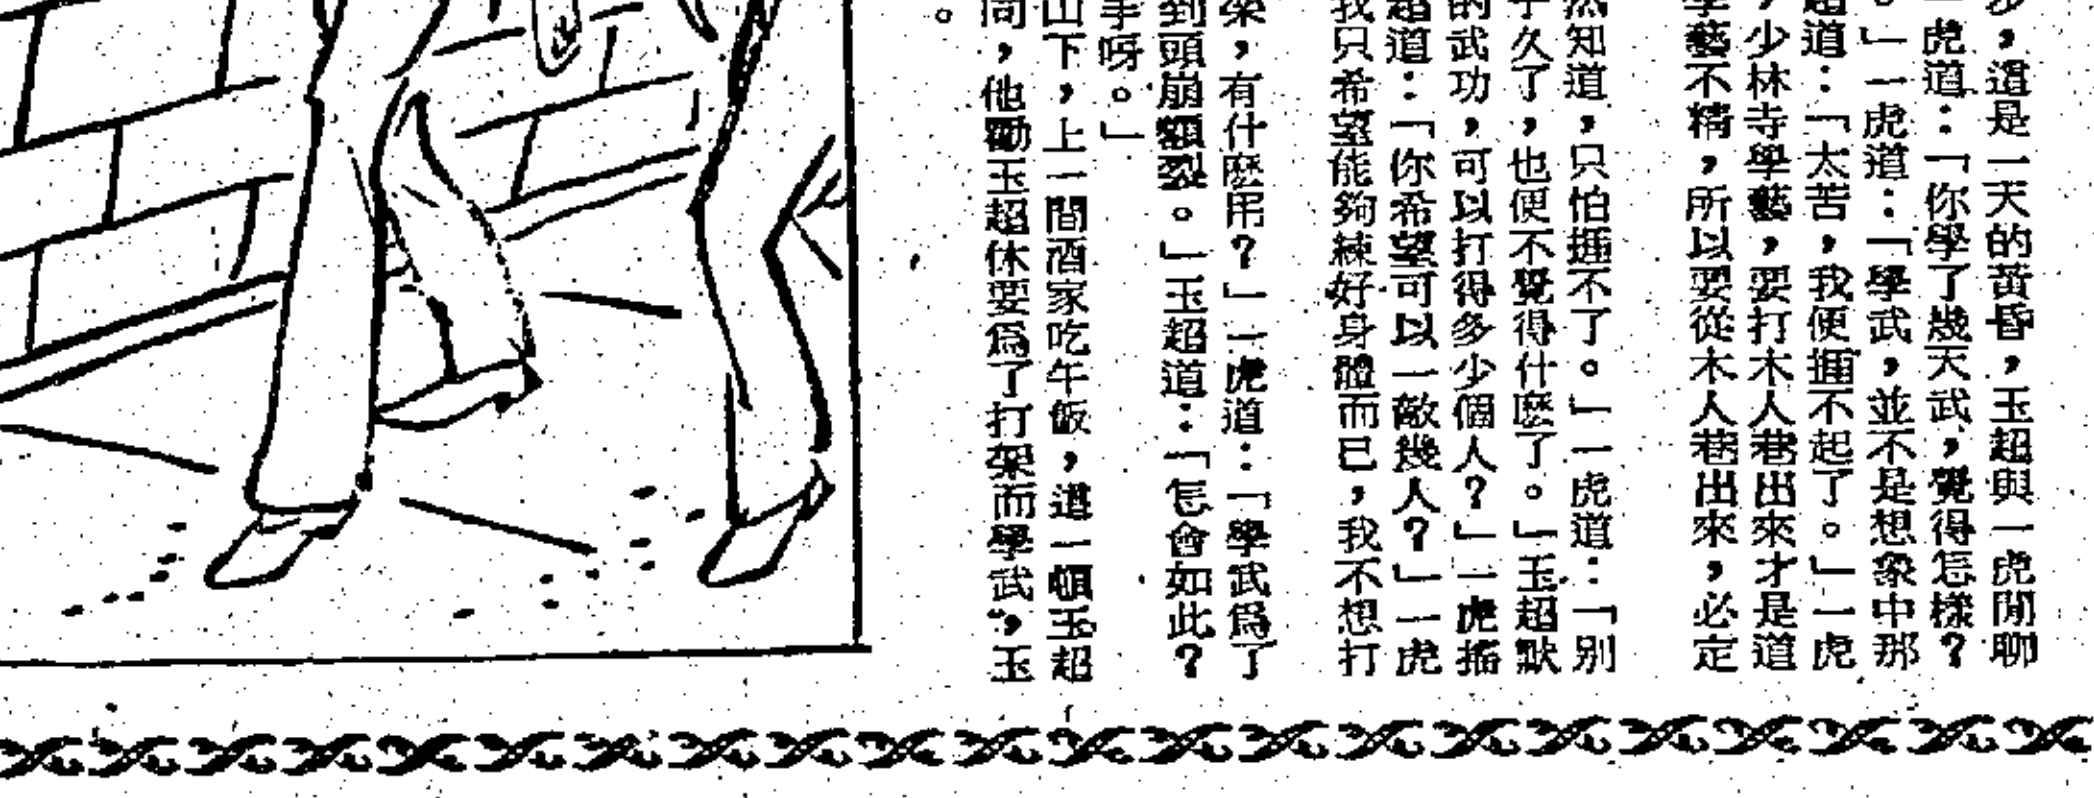 步，這是一天的黃昏，玉超與一虎閒聊
一虎道：「你學了幾天武，覺得怎樣？
。」一虎道：「學武，並不是想象中那
超道：「太苦，我便捱不起了。」一虎
，少林寺學藝，要打木人巷出來才是道
學藝不精，所以要從木人巷出來，必定
然知道，只怕捱不了。」一虎道：「別
久了，也便不覺得什麽了。」玉超默
的武功，可以打得多少個人？」一虎搖
超道：「你希望可以一敵幾人？」一虎
我只希望能夠練好身體而已，我不想打
架，有什麽用？」一虎道：「學武爲了
到頭崩額裂。」玉超道：「怎會如此？
事呀。」
山下，上一間酒家吃午飯，這一頓玉超
同，他勸玉超休要爲了打架而學武，玉
。